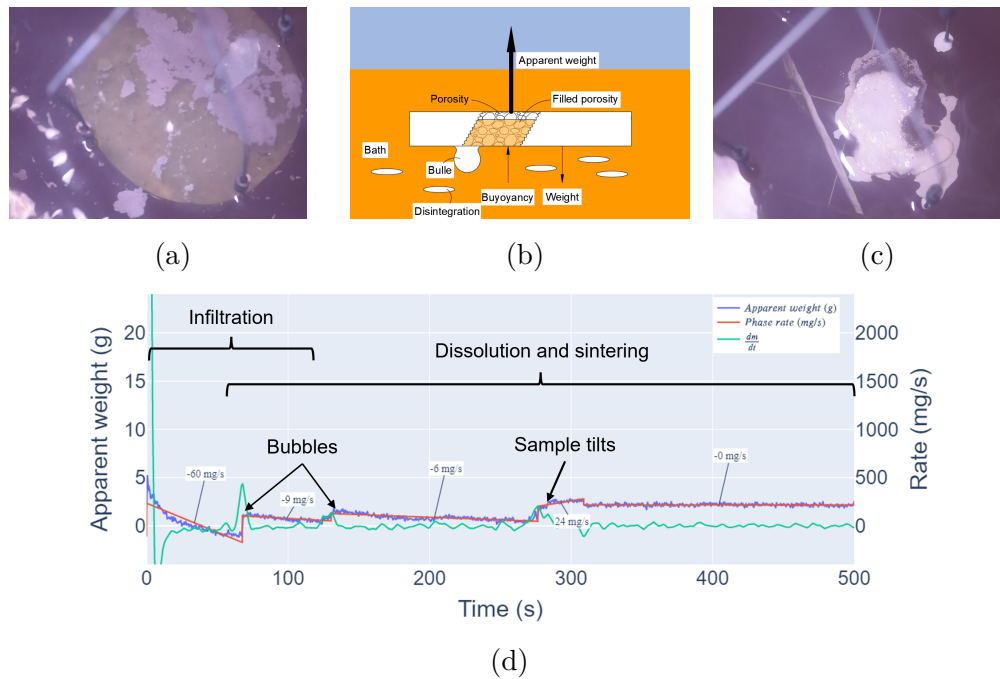 Apparent weight
Porosity
Filled porosity
Bath
Bulle
Buyoyancy
Weight
Disintegration
(a)
(b)
(c)
Infiltration
Dissolution and sintering
Bubbles
Sample tilts
Apparent weight (g)
Phase rate (mg/s)
dm
dt
-60 mg/s
-9 mg/s
-6 mg/s
24 mg/s
-0 mg/s
Apparent weight (g)
20
15
10
5
0
Rate (mg/s)
2000
1500
1000
500
0
0 100 200 300 400 500
Time (s)
(d)